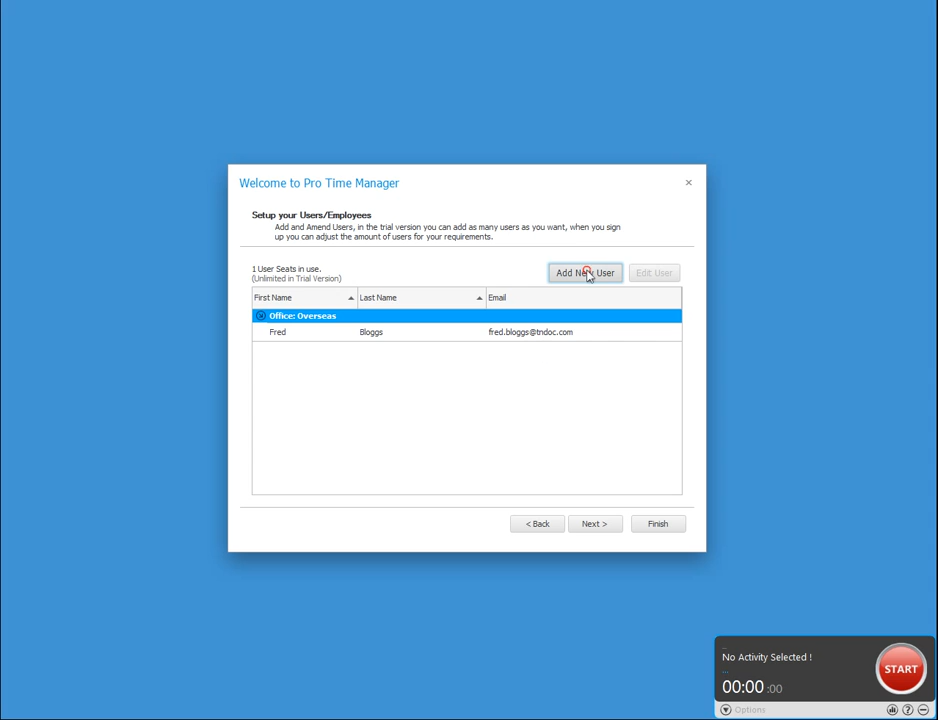 Welcome to Pro Time Manager
Setup your Users/Employees
Add and Amend Users, in the trial version you can add as many users as you want, when you sign
up you can adjust the amount of users for your requirements.
1 User Seats in use.
(Unlimited in Trial Version)
Add New User
Edit User
First Name
Last Name
Email
Office: Overseas
Fred
Bloggs
fred.bloggs@tndoc.com
< Back
Next >
Finish
...
No Activity Selected !
...
00:00 :00
START
Options